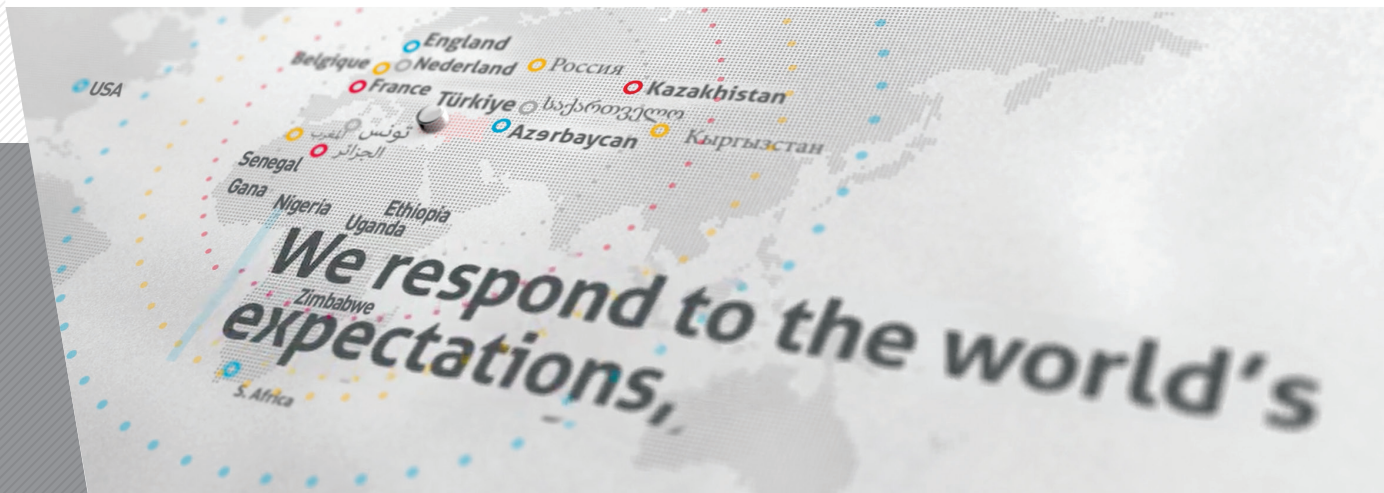 England
Belgique
Nederland
Россия
USA
France
Kazakhistan
Türkiye
საქართველო
المغرب
تونس
Azərbaycan
Кыргызстан
الجزائر
Senegal
Gana
Nigeria
Ethiopia
Uganda
We respond to the world's
Zimbabwe
expectations,
S. Africa